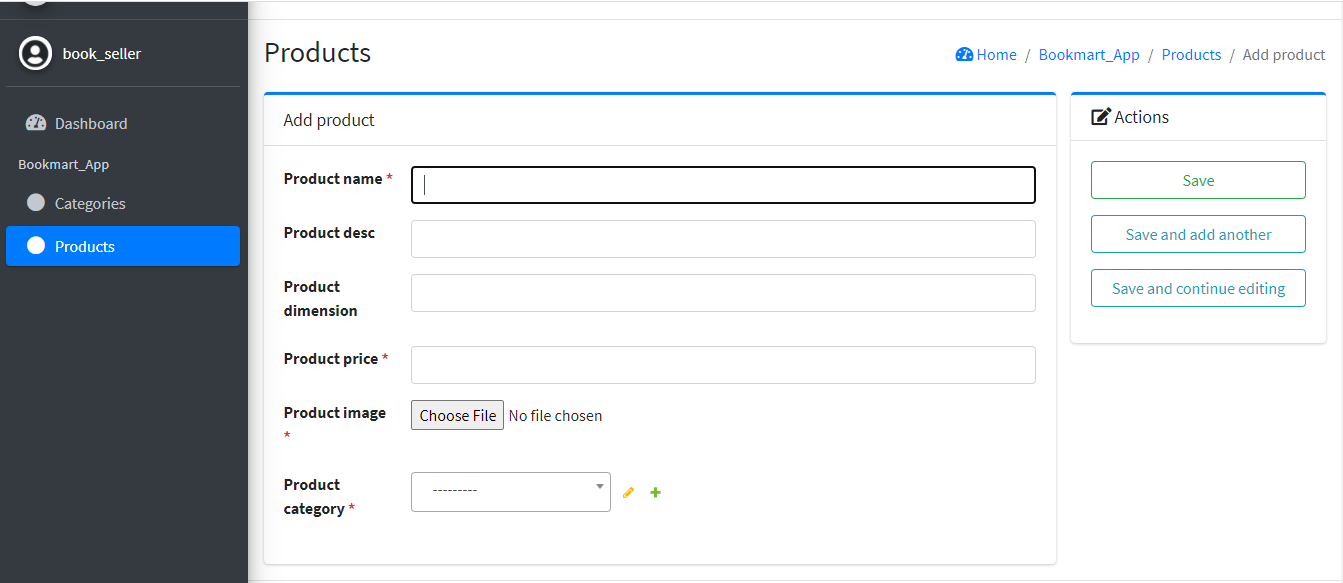 book_seller
Dashboard
Bookmart_App
Categories
Products
Products
Home / Bookmart_App / Products / Add product
Add product
Product name *
Product desc
Product
dimension
Product price *
Product image
*
Choose File No file chosen
Product
category *
---------
Actions
Save
Save and add another
Save and continue editing